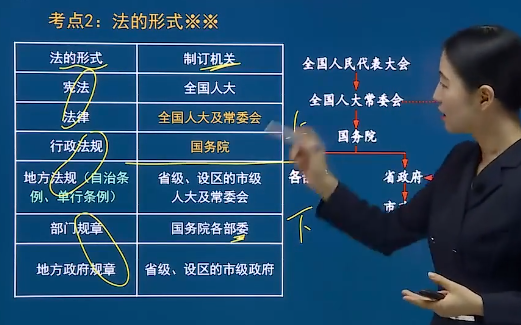 考点2：法的形式※※
法的形式
制订机关
宪法
全国人大
法律
全国人大及常委会
行政法规
国务院
地方法规（自治条
例、单行条例）
省级、设区的市级
人大及常委会
部门规章
国务院各部委
地方政府规章
省级、设区的市级政府
全国人民代表大会
全国人大常委会
国务院
各
省政府
市
上
下